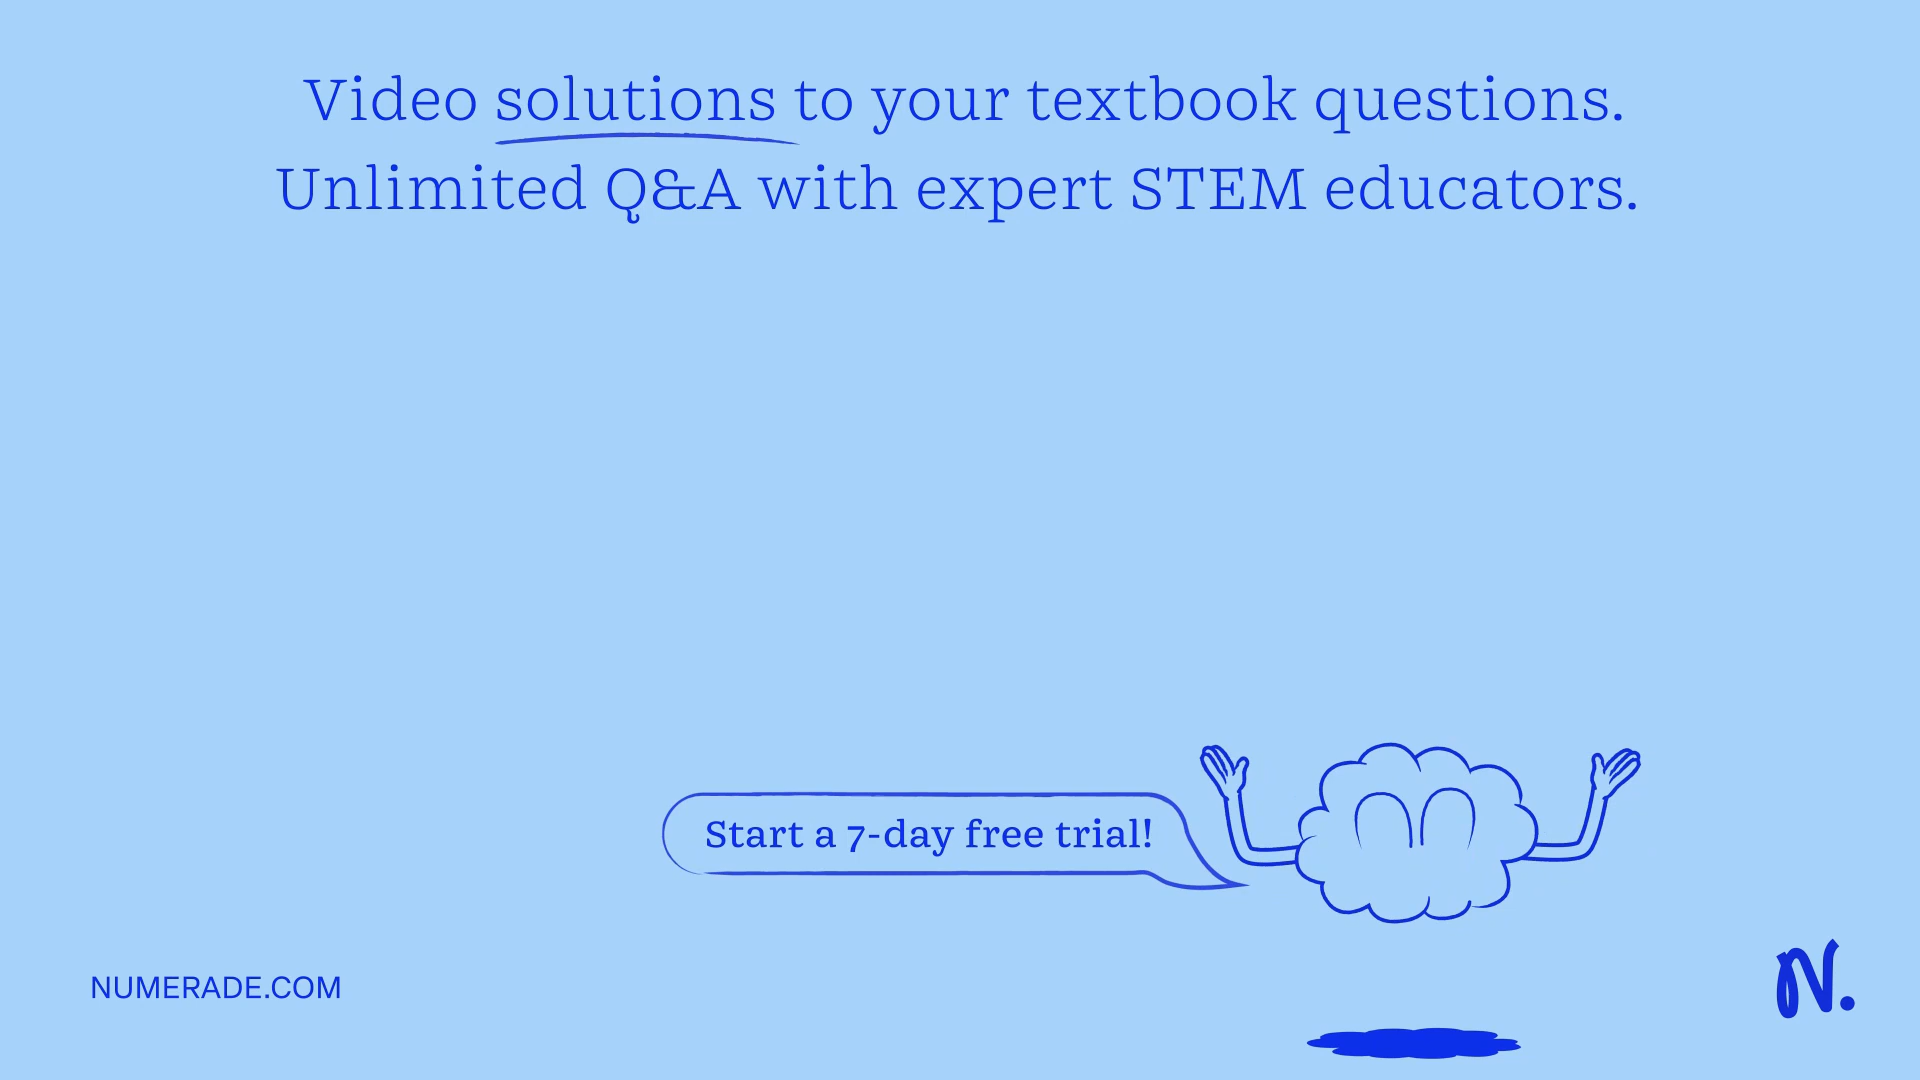 Video solutions to your textbook questions.
Unlimited Q&A with expert STEM educators.
Start a 7-day free trial!
NUMERADE.COM
N.